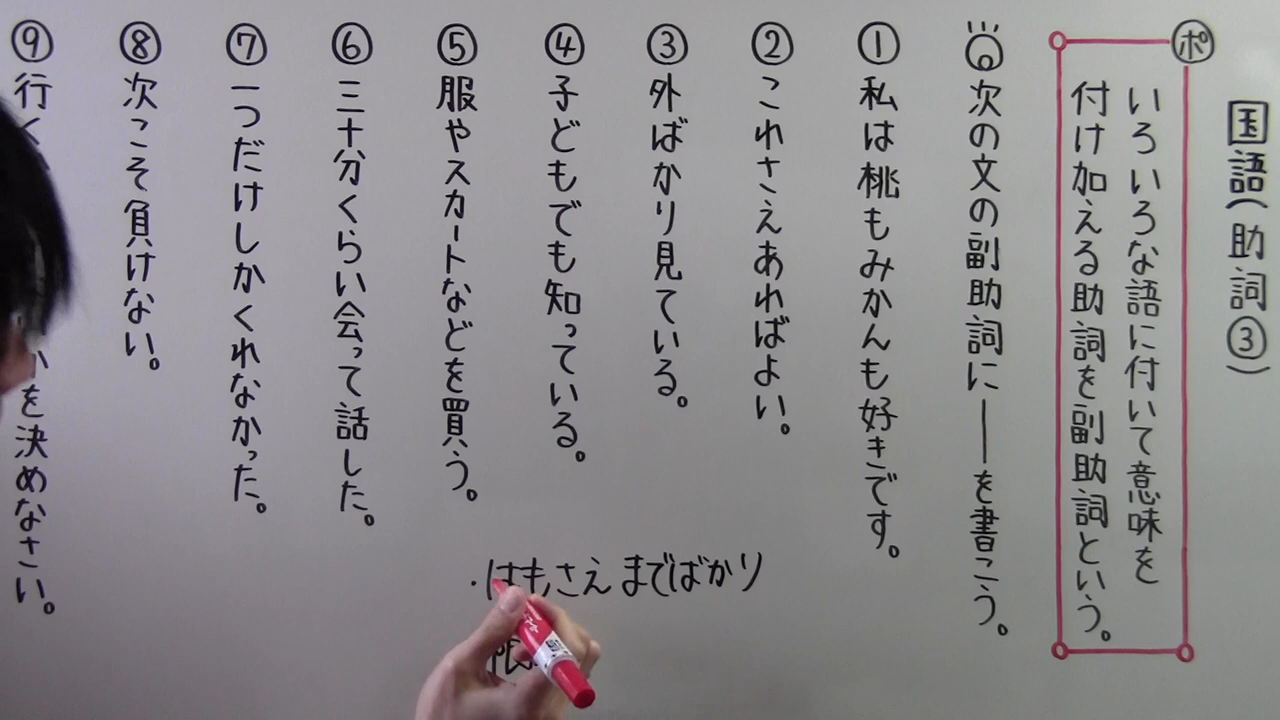 国語(助詞③)
ポ
いろいろな語に付いて意味を
付け加える助詞を副助詞という。
次の文の副助詞に──を書こう。
① 私は桃もみかんも好きです。
② これさえあればよい。
③ 外ばかり見ている。
④ 子どもでも知っている。
⑤ 服やスカートなどを買う。
⑥ 三十分くらい会って話した。
⑦ 一つだけしかくれなかった。
⑧ 次こそ負けない。
⑨ 行く を決めなさい。
・はもさえまでばかり